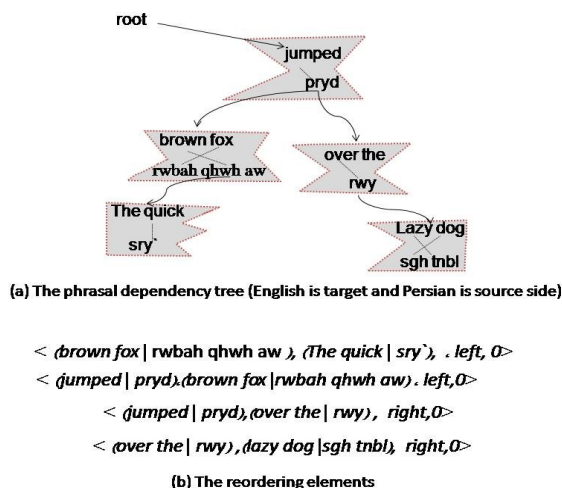 root
jumped
pryd
brown fox
rwbah qhwh aw
over the
rwy
The quick
sry`
Lazy dog
sgh tnbl
(a) The phrasal dependency tree (English is target and Persian is source side)
< (brown fox | rwbah qhwh aw ), (The quick | sry`), . left, 0>
< (jumped | pryd),(brown fox |rwbah qhwh aw) . left,0>
< (jumped | pryd),(over the | rwy) , right,0>
< (over the | rwy) ,(lazy dog |sgh tnbl), right,0>
(b) The reordering elements